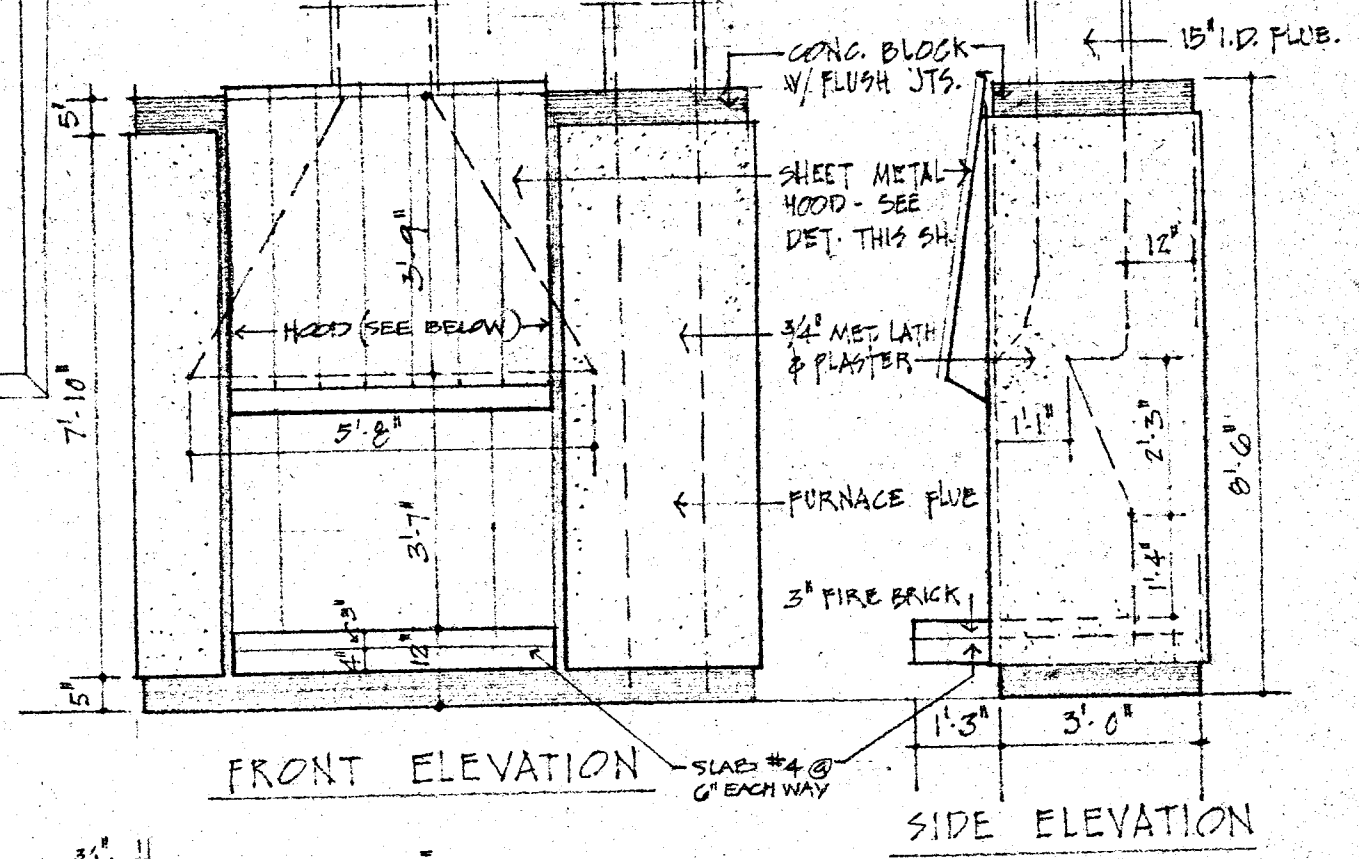 15" I.D. FLUE.
CONC. BLOCK
W/ FLUSH JTS.
5'
SHEET METAL
HOOD - SEE
DET. THIS SH.
3'-9"
12"
HOOD (SEE BELOW)
3/4" MET. LATH
& PLASTER
7'-10"
5'-8"
1'-1"
2'-3"
8'-6"
FURNACE FLUE
3'-7"
1'-4"
3" FIRE BRICK
3"
4"
12"
5"
1'-3"
3'-0"
FRONT ELEVATION
SLAB #4 @
6" EACH WAY
SIDE ELEVATION